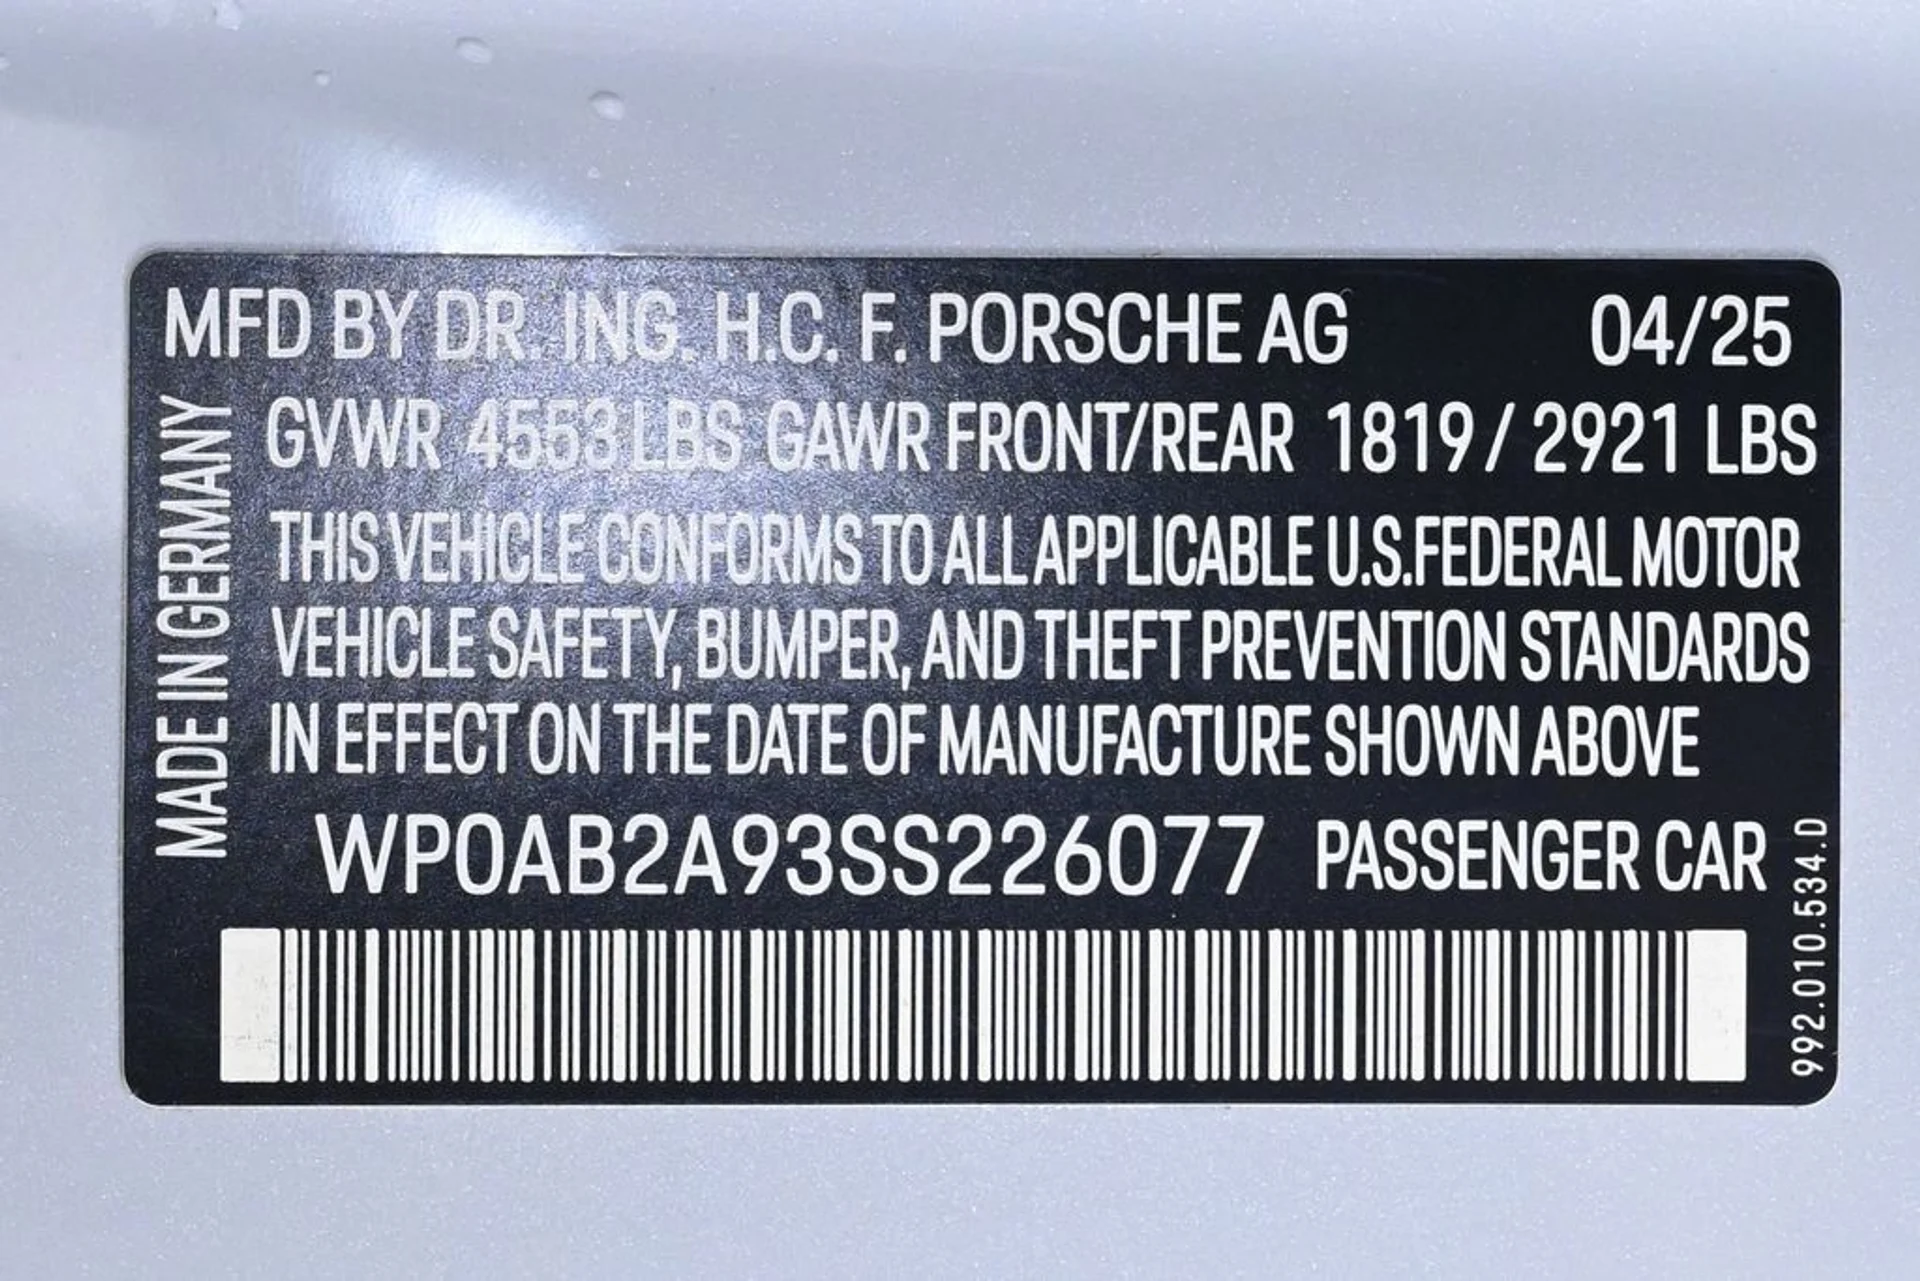 MFD BY DR. ING. H.C. F. PORSCHE AG 04/25
GVWR 4553 LBS GAWR FRONT/REAR 1819 / 2921 LBS
THIS VEHICLE CONFORMS TO ALL APPLICABLE U.S.FEDERAL MOTOR
VEHICLE SAFETY, BUMPER, AND THEFT PREVENTION STANDARDS
IN EFFECT ON THE DATE OF MANUFACTURE SHOWN ABOVE
WP0AB2A93SS226077 PASSENGER CAR
MADE IN GERMANY
992.010.534.D